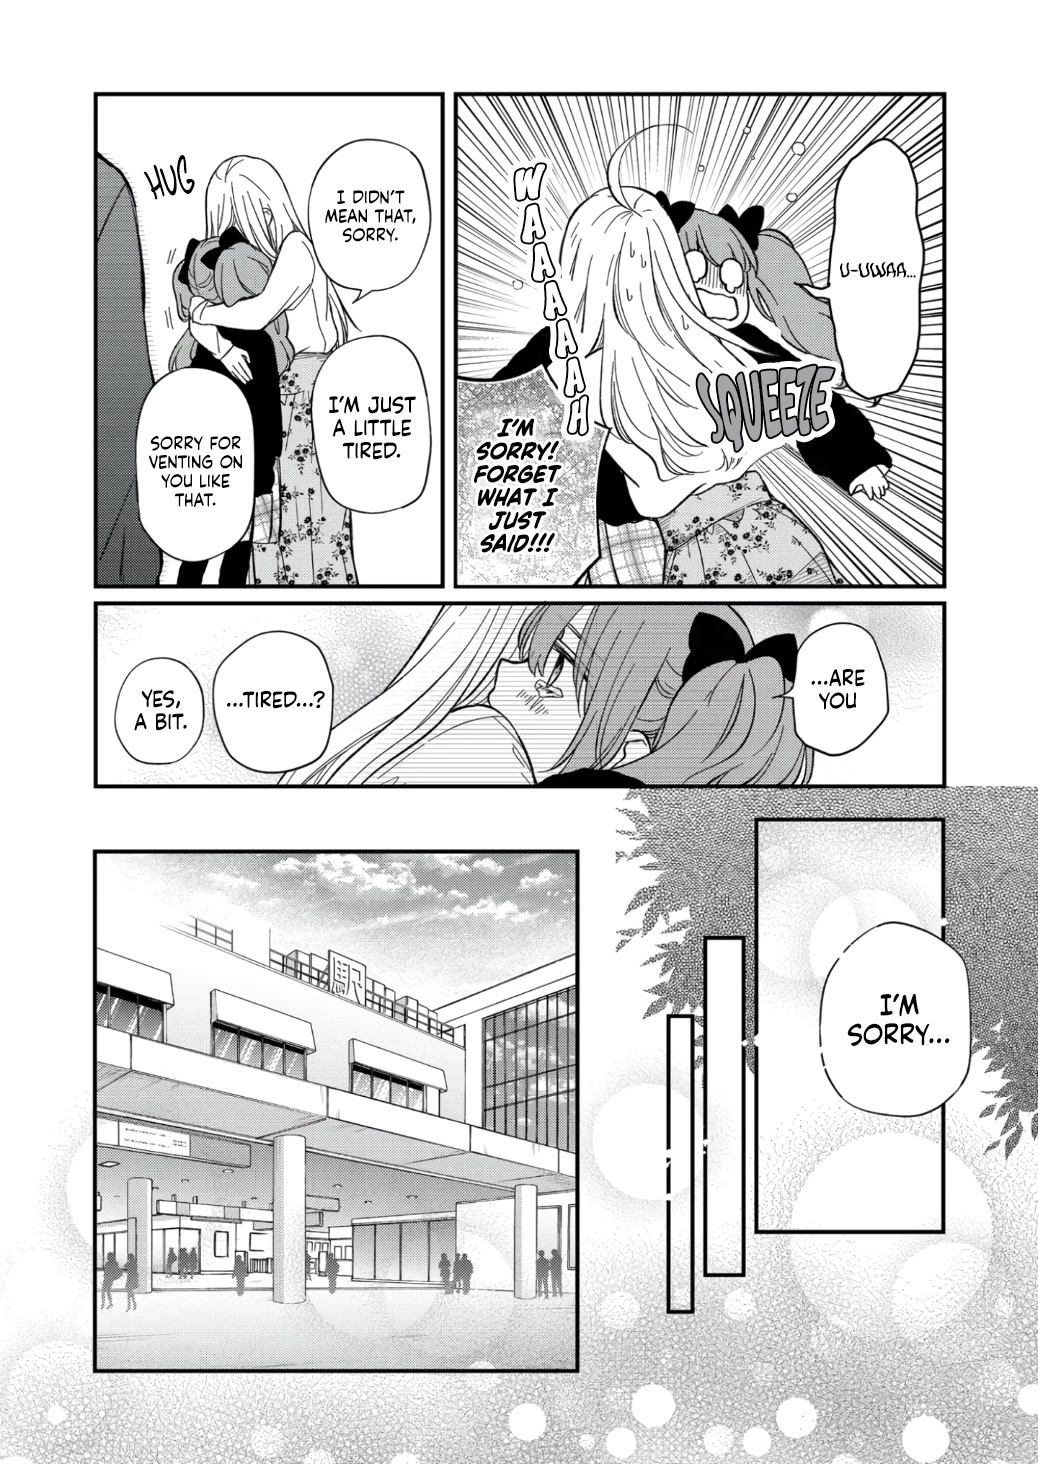 U-UWAA...
WAAAAAH
SQUEEZE
I'M
SORRY!
FORGET
WHAT I
JUST
SAID!!!
HUG
I DIDN'T
MEAN THAT,
SORRY.
I'M JUST
A LITTLE
TIRED.
SORRY FOR
VENTING ON
YOU LIKE
THAT.
...ARE
YOU
...TIRED...?
YES,
A BIT.
I'M
SORRY...
駅